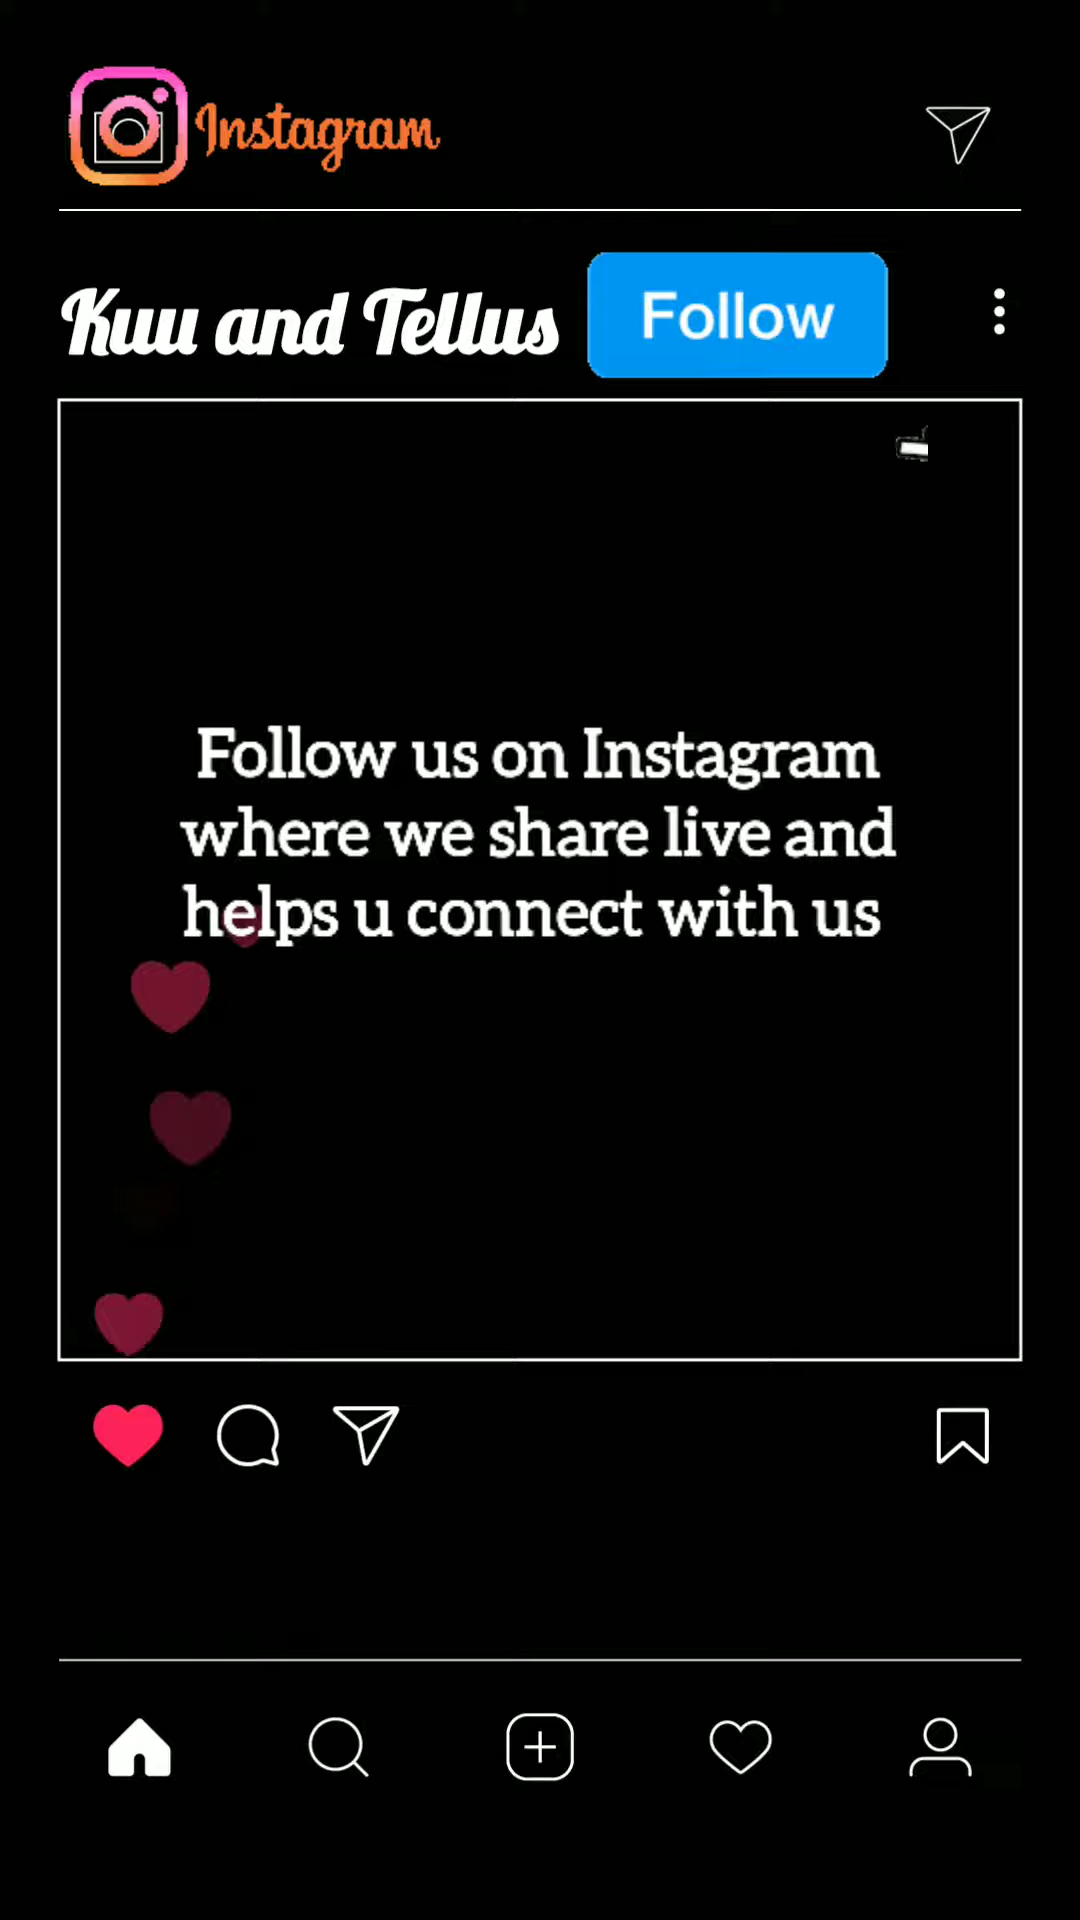 Instagram
Kuu and Tellus
Follow
Follow us on Instagram
where we share live and
helps u connect with us